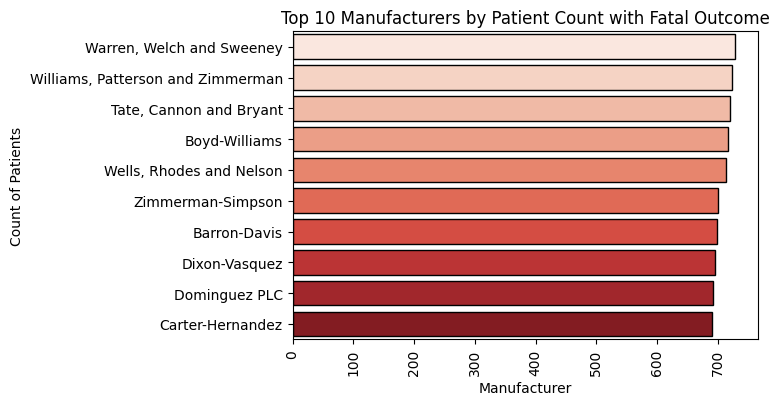 Top 10 Manufacturers by Patient Count with Fatal Outcome
Count of Patients
Warren, Welch and Sweeney
Williams, Patterson and Zimmerman
Tate, Cannon and Bryant
Boyd-Williams
Wells, Rhodes and Nelson
Zimmerman-Simpson
Barron-Davis
Dixon-Vasquez
Dominguez PLC
Carter-Hernandez
0 100 200 300 400 500 600 700
Manufacturer